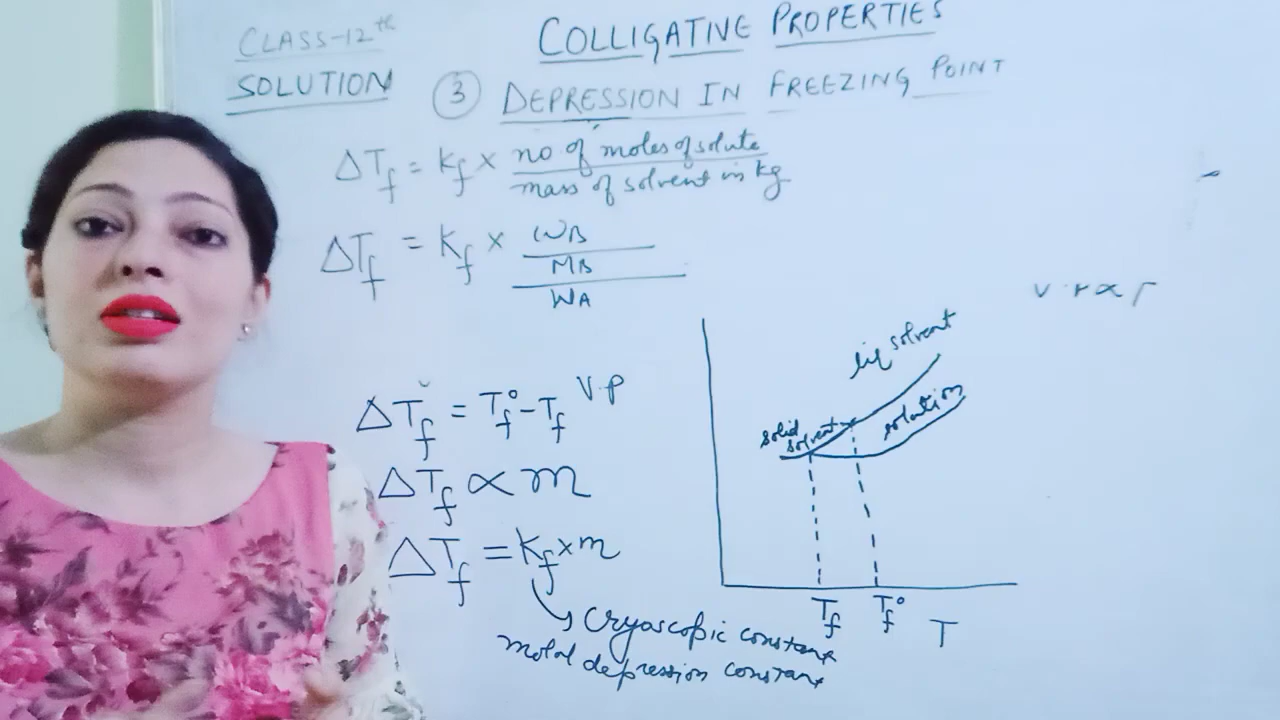 CLASS-12th
SOLUTION
COLLIGATIVE PROPERTIES
③ DEPRESSION IN FREEZING POINT
ΔTf = Kf × no of moles of solute
mass of solvent in kg
ΔTf = Kf × WB
MB
WA
ΔTf = Tf° - Tf
V.P
ΔTf ∝ m
ΔTf = Kf × m
Cryoscopic constant
Molal depression constant
liq solvent
solid
solvent
solution
Tf
Tf°
T